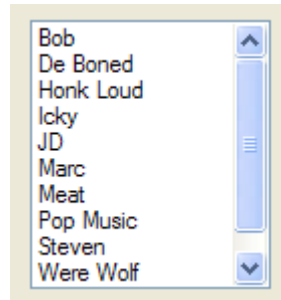 Bob
De Boned
Honk Loud
Icky
JD
Marc
Meat
Pop Music
Steven
Were Wolf